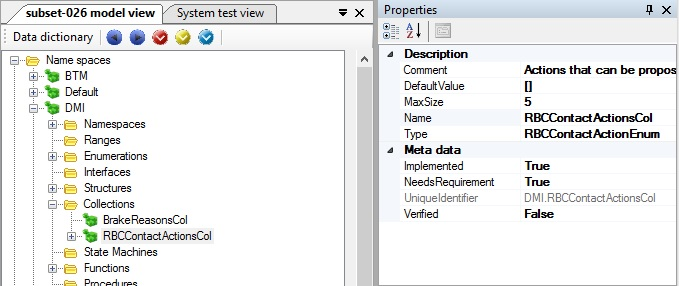 subset-026 model view
System test view
Data dictionary
Name spaces
BTM
Default
DMI
Namespaces
Ranges
Enumerations
Interfaces
Structures
Collections
BrakeReasonsCol
RBCContactActionsCol
State Machines
Functions
Procedures
Properties
Description
Comment Actions that can be propos
DefaultValue []
MaxSize 5
Name RBCContactActionsCol
Type RBCContactActionEnum
Meta data
Implemented True
NeedsRequirement True
UniqueIdentifier DMI.RBCContactActionsCol
Verified False